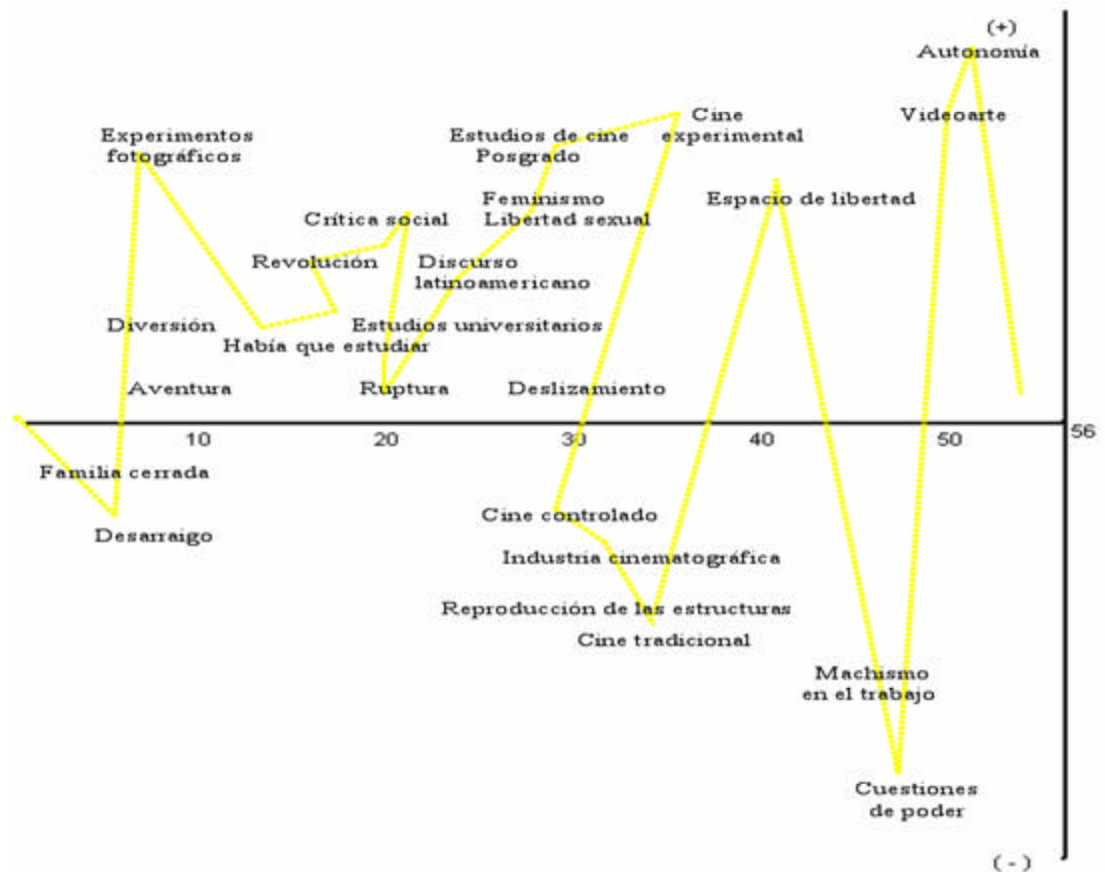 (+)
Autonomía
Videoarte
Experimentos
fotográficos
Estudios de cine
Posgrado
Cine
experimental
Feminismo
Libertad sexual
Espacio de libertad
Crítica social
Revolución
Discurso
latinoamericano
Diversión
Estudios universitarios
Había que estudiar
Aventura
Ruptura
Deslizamiento
10
20
30
40
50
56
Familia cerrada
Desarraigo
Cine controlado
Industria cinematográfica
Reproducción de las estructuras
Cine tradicional
Machismo
en el trabajo
Cuestiones
de poder
(-)